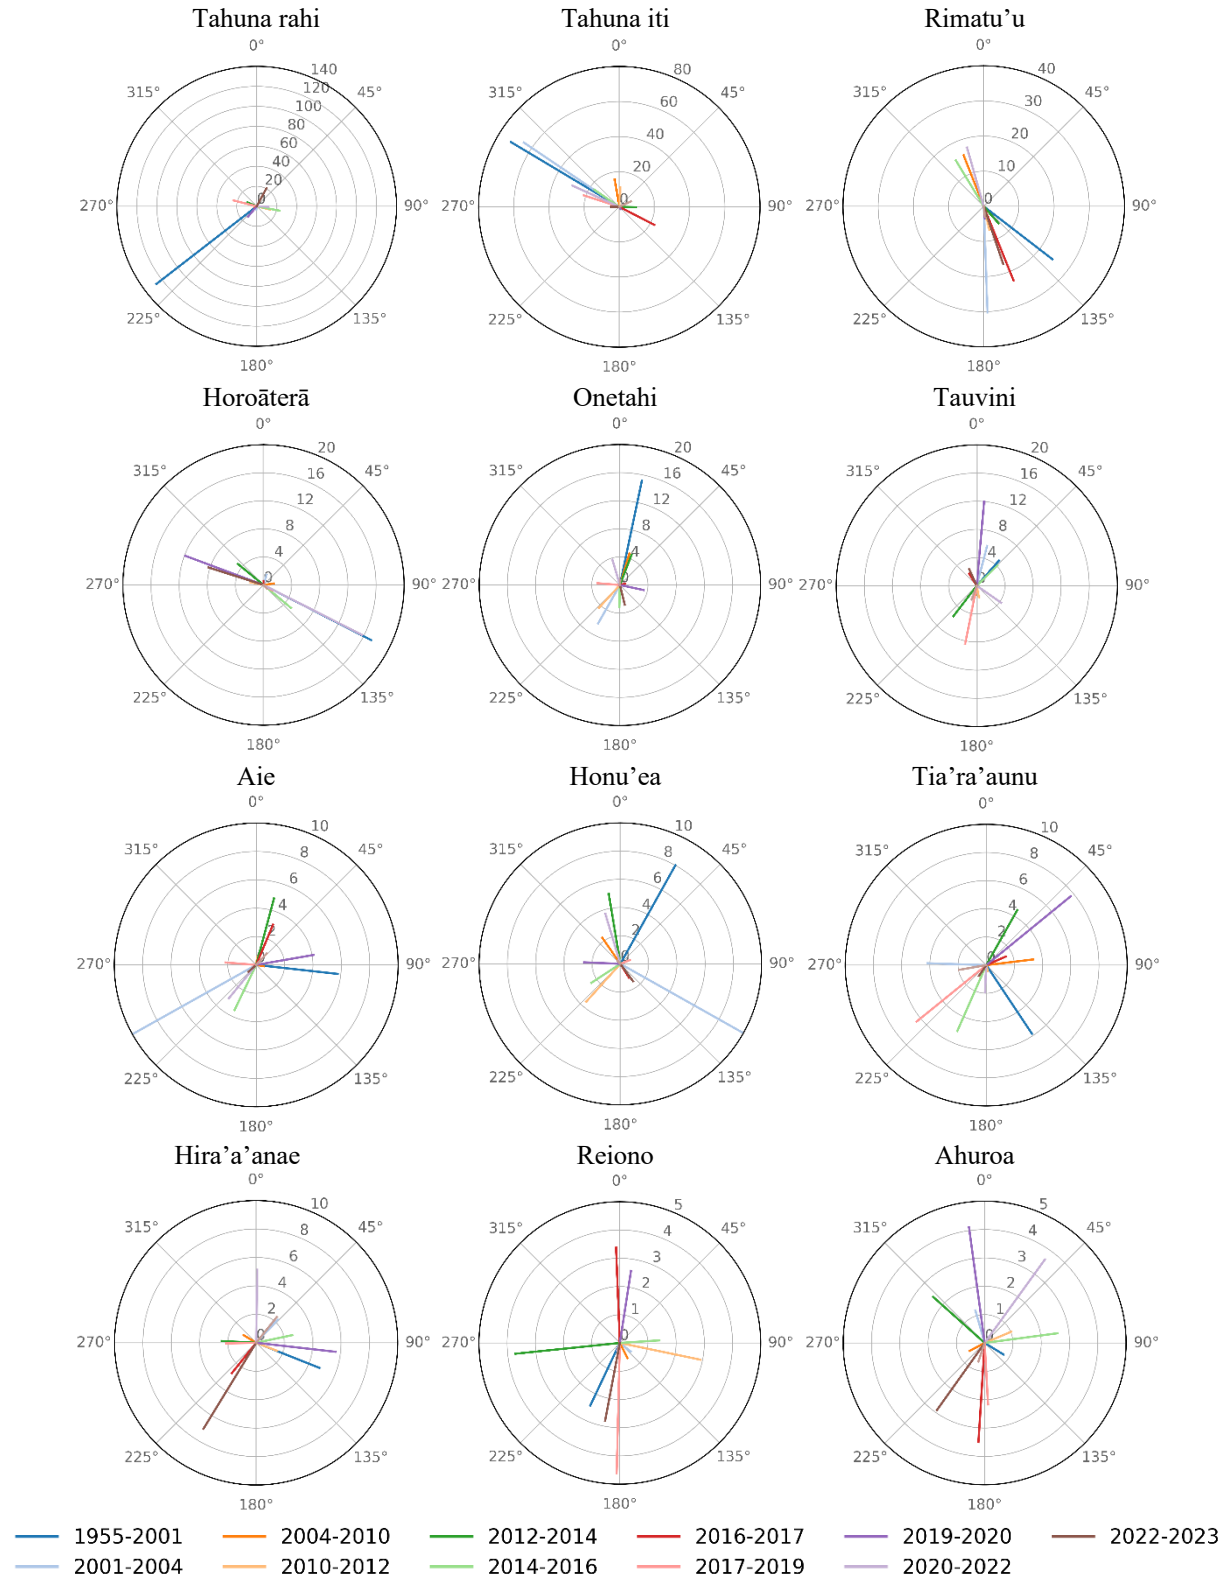 Tahuna rahi Tahuna iti Rimatu’u
0° 0° 0°
140 80 40
315° 120 45° 315° 60 45° 315° 30 45°
100
80 40 20
60
40 20 10
20
270° 0 90° 270° 0 90° 270° 0 90°
225° 135° 225° 135° 225° 135°
180° 180° 180°
Horoāterā Onetahi Tauvini
0° 0° 0°
20 20 20
315° 16 45° 315° 16 45° 315° 16 45°
12 12 12
8 8 8
4 4 4
270° 0 90° 270° 0 90° 270° 90°
225° 135° 225° 135° 225° 135°
180° 180° 180°
Aie Honu’ea Tia’ra’aunu
0° 0° 0°
10 10 10
315° 8 45° 315° 8 45° 315° 8 45°
6 6 6
4 4 4
2 2 2
270° 0 90° 270° 0 90° 270° 0 90°
225° 135° 225° 135° 225° 135°
180° 180° 180°
Hira’a’anae Reiono Ahuroa
0° 0° 0°
10 5 5
315° 8 45° 315° 4 45° 315° 4 45°
6 3 3
4 2 2
2 1 1
270° 0 90° 270° 0 90° 270° 0 90°
225° 135° 225° 135° 225° 135°
180° 180° 180°
1955-2001 2004-2010 2012-2014 2016-2017 2019-2020 2022-2023
2001-2004 2010-2012 2014-2016 2017-2019 2020-2022